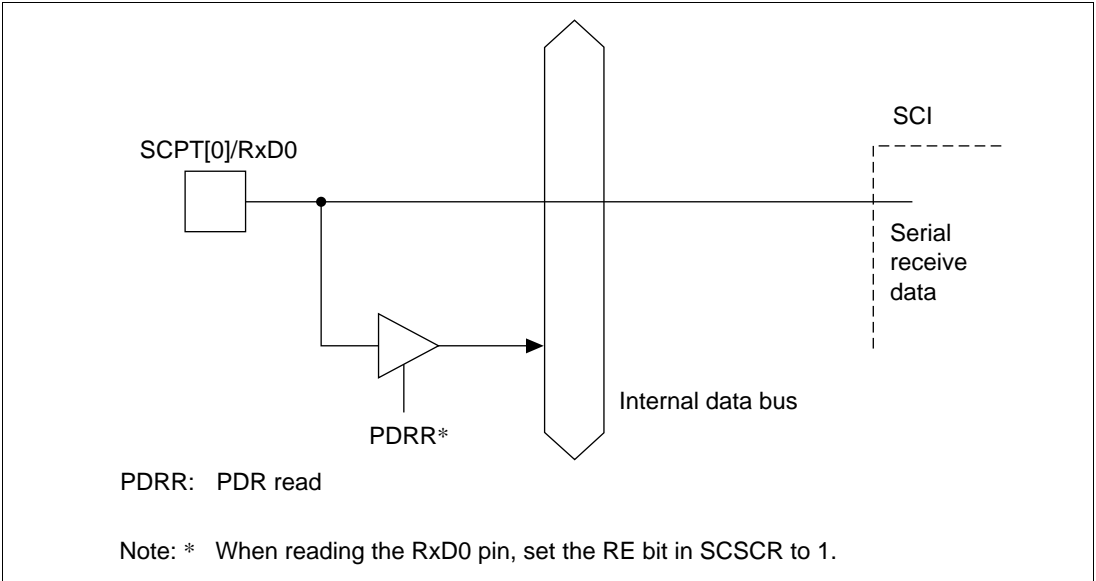 SCI
SCPT[0]/RxD0
Serial
receive
data
Internal data bus
PDRR*
PDRR: PDR read
Note: * When reading the RxD0 pin, set the RE bit in SCSCR to 1.